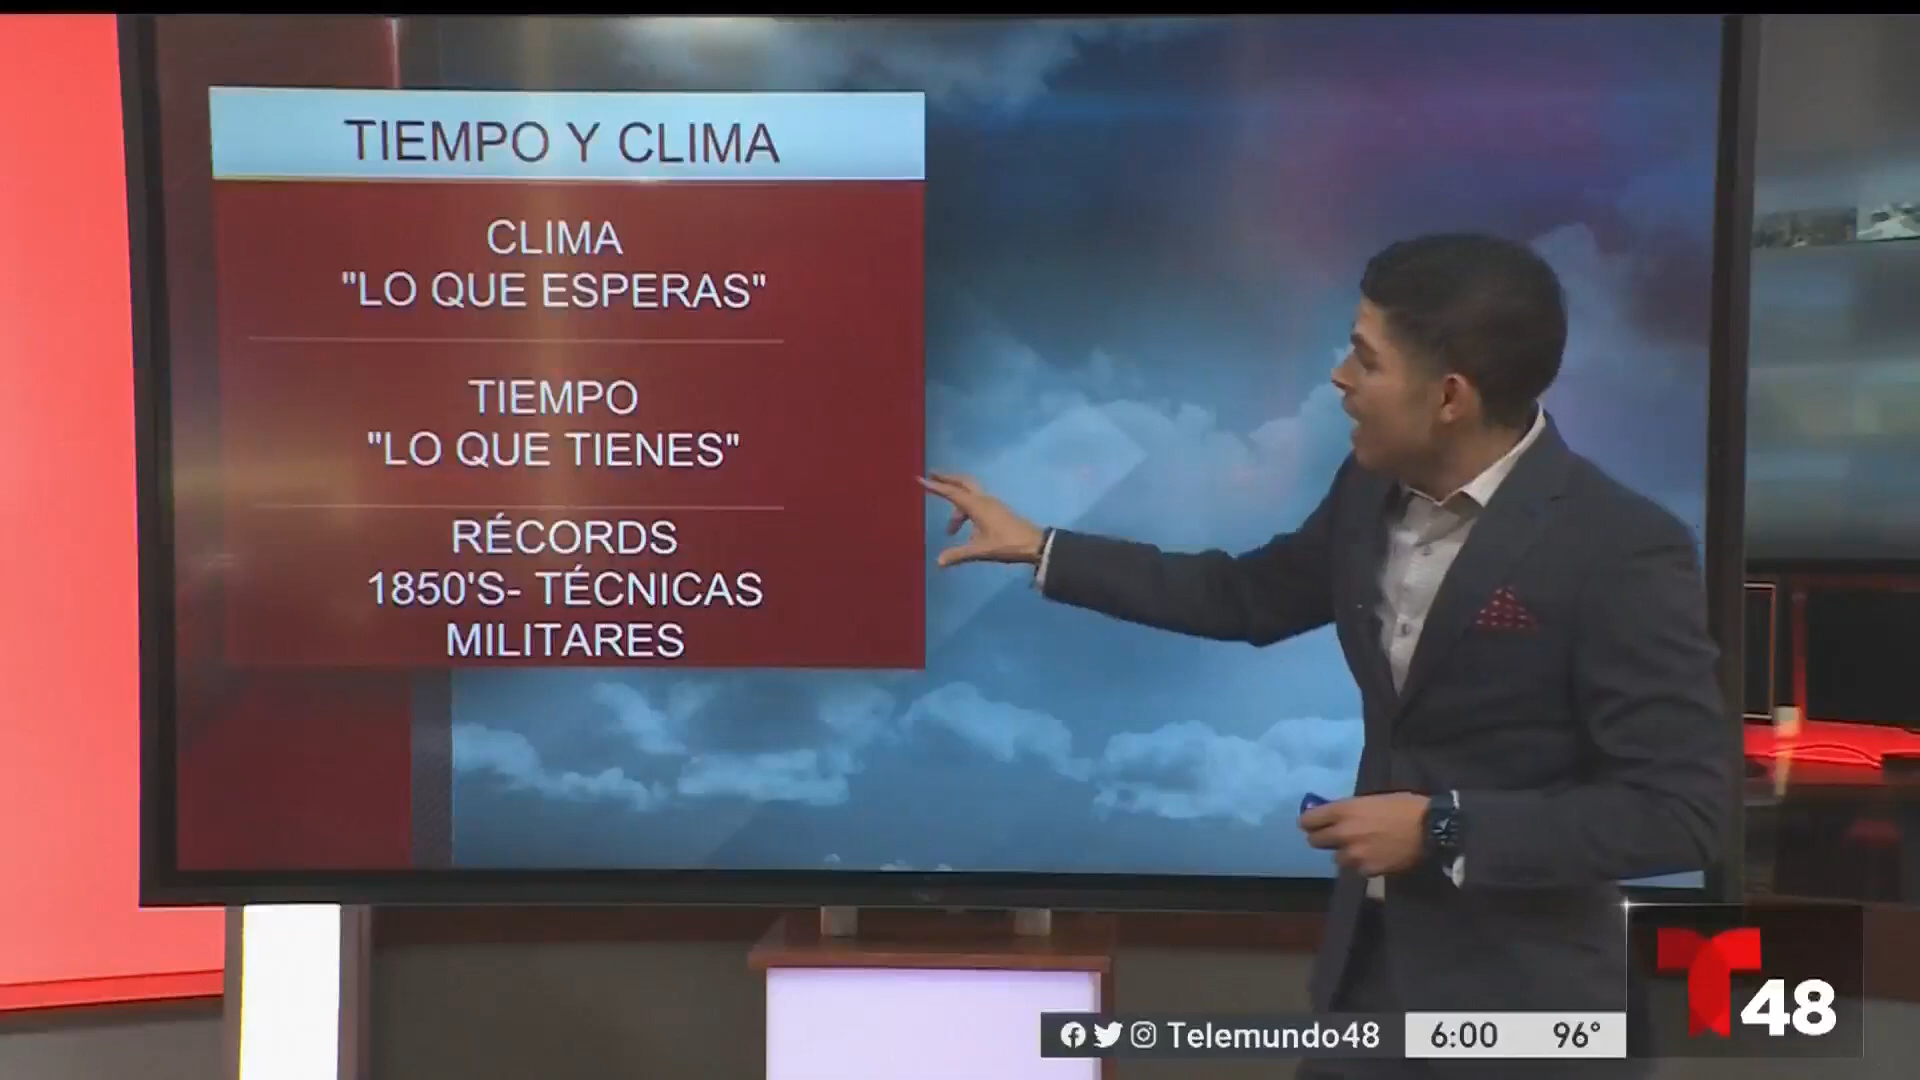 TIEMPO Y CLIMA
CLIMA
"LO QUE ESPERAS"
TIEMPO
"LO QUE TIENES"
RÉCORDS
1850'S- TÉCNICAS
MILITARES
Telemundo48
6:00 96°
48